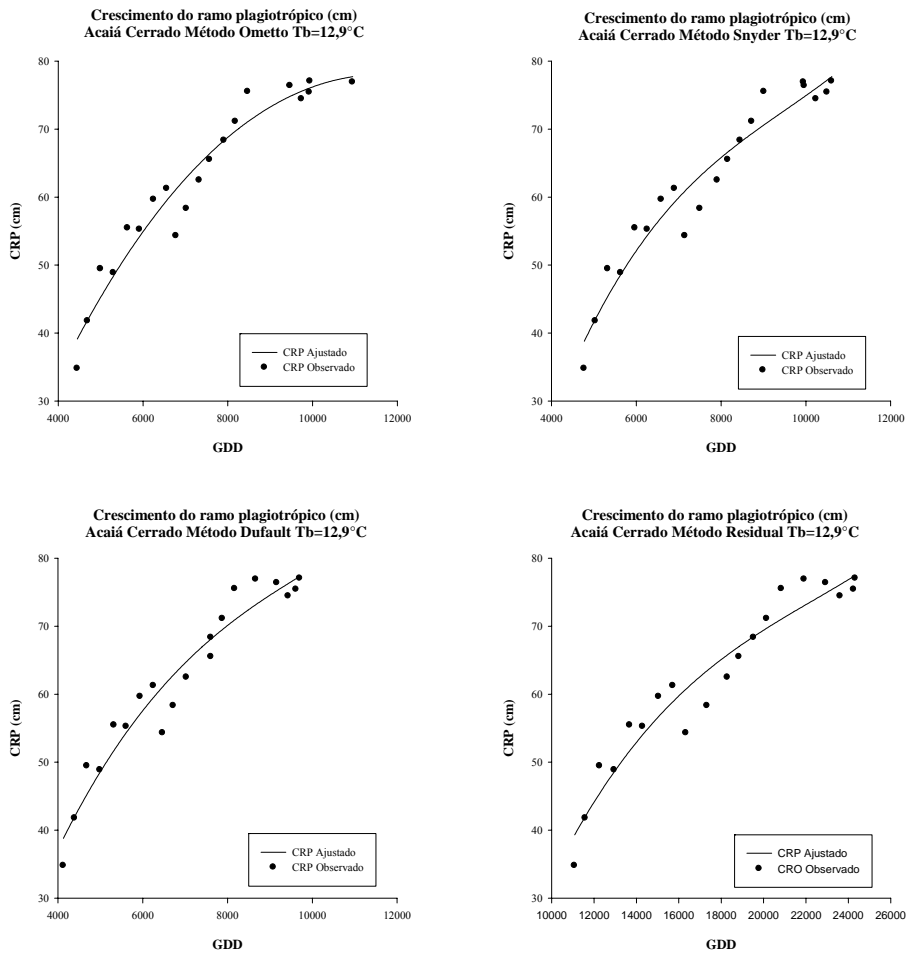 Crescimento do ramo plagiotrópico (cm)
Acaiá Cerrado Método Ometto Tb=12,9°C
80
70
60
50
40
30
CRP (cm)
4000 6000 8000 10000 12000
GDD
CRP Ajustado
CRP Observado
Crescimento do ramo plagiotrópico (cm)
Acaiá Cerrado Método Snyder Tb=12,9°C
80
70
60
50
40
30
CRP (cm)
4000 6000 8000 10000 12000
GDD
CRP Ajustado
CRP Observado
Crescimento do ramo plagiotrópico (cm)
Acaiá Cerrado Método Dufault Tb=12,9°C
80
70
60
50
40
30
CRP (cm)
4000 6000 8000 10000 12000
GDD
CRP Ajustado
CRP Observado
Crescimento do ramo plagiotrópico (cm)
Acaiá Cerrado Método Residual Tb=12,9°C
80
70
60
50
40
30
CRP (cm)
10000 12000 14000 16000 18000 20000 22000 24000 26000
GDD
CRP Ajustado
CRO Observado